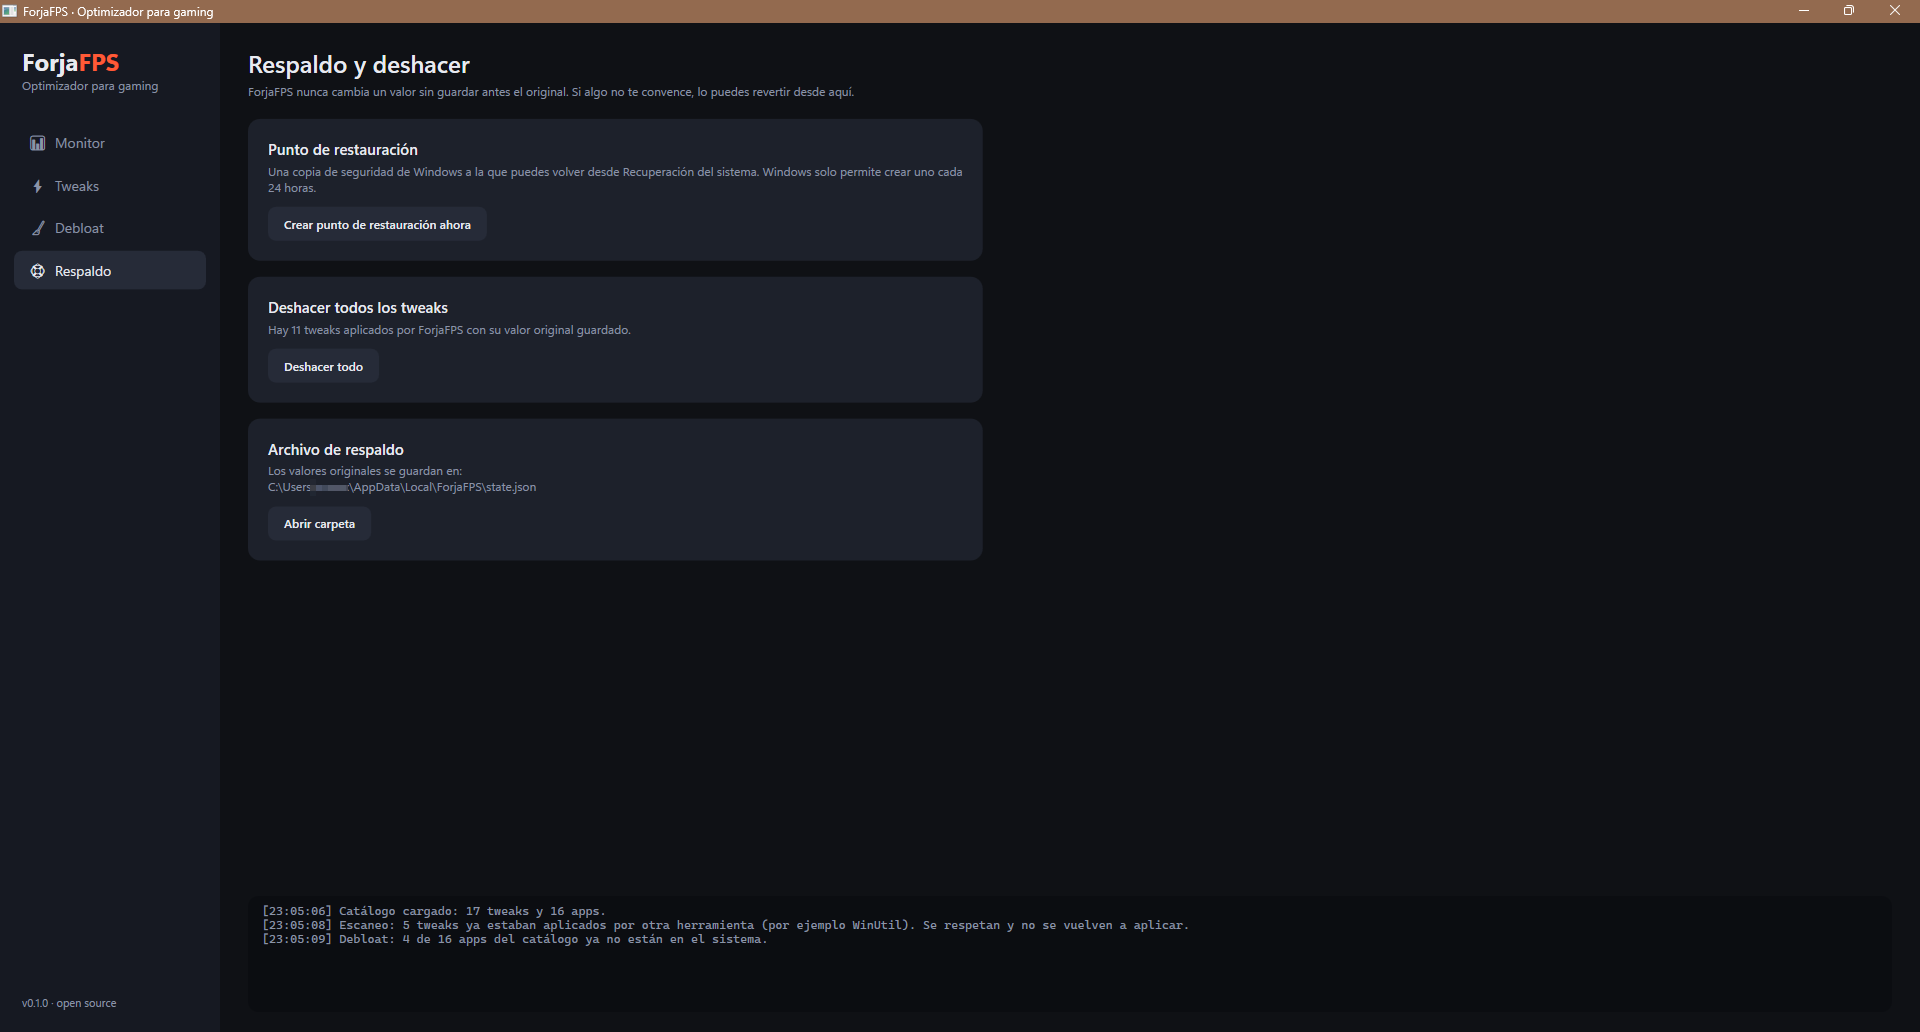 ForjaFPS · Optimizador para gaming
ForjaFPS
Optimizador para gaming
Monitor
Tweaks
Debloat
Respaldo
v0.1.0 · open source
Respaldo y deshacer
ForjaFPS nunca cambia un valor sin guardar antes el original. Si algo no te convence, lo puedes revertir desde aquí.
Punto de restauración
Una copia de seguridad de Windows a la que puedes volver desde Recuperación del sistema. Windows solo permite crear uno cada
24 horas.
Crear punto de restauración ahora
Deshacer todos los tweaks
Hay 11 tweaks aplicados por ForjaFPS con su valor original guardado.
Deshacer todo
Archivo de respaldo
Los valores originales se guardan en:
C:\Users \AppData\Local\ForjaFPS\state.json
Abrir carpeta
[23:05:06] Catálogo cargado: 17 tweaks y 16 apps.
[23:05:08] Escaneo: 5 tweaks ya estaban aplicados por otra herramienta (por ejemplo WinUtil). Se respetan y no se vuelven a aplicar.
[23:05:09] Debloat: 4 de 16 apps del catálogo ya no están en el sistema.